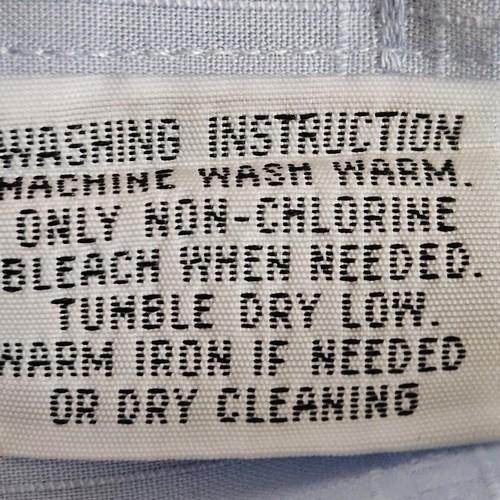 WASHING INSTRUCTION
MACHINE WASH WARM.
ONLY NON-CHLORINE
BLEACH WHEN NEEDED.
TUMBLE DRY LOW.
WARM IRON IF NEEDED
OR DRY CLEANING